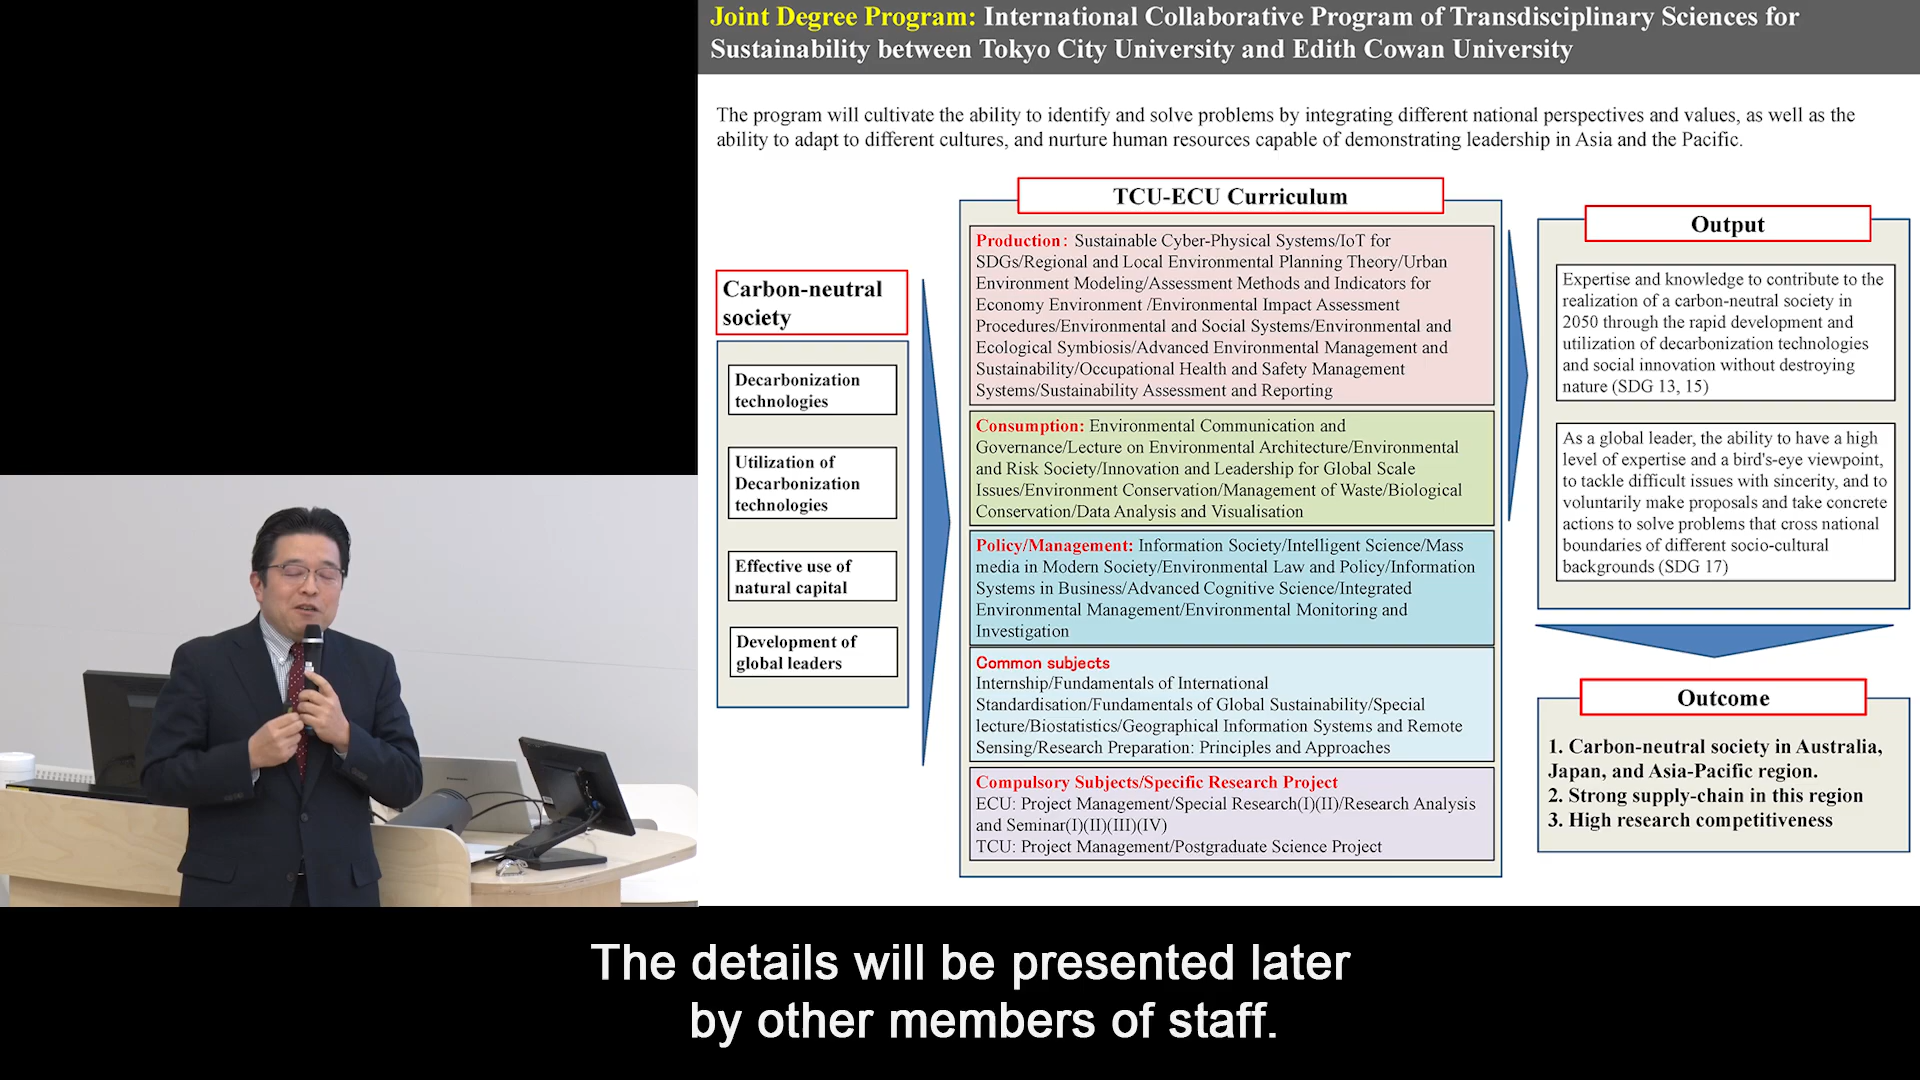 Joint Degree Program: International Collaborative Program of Transdisciplinary Sciences for
Sustainability between Tokyo City University and Edith Cowan University
The program will cultivate the ability to identify and solve problems by integrating different national perspectives and values, as well as the
ability to adapt to different cultures, and nurture human resources capable of demonstrating leadership in Asia and the Pacific.
Carbon-neutral
society
Decarbonization
technologies
Utilization of
Decarbonization
technologies
Effective use of
natural capital
Development of
global leaders
TCU-ECU Curriculum
Production: Sustainable Cyber-Physical Systems/IoT for
SDGs/Regional and Local Environmental Planning Theory/Urban
Environment Modeling/Assessment Methods and Indicators for
Economy Environment /Environmental Impact Assessment
Procedures/Environmental and Social Systems/Environmental and
Ecological Symbiosis/Advanced Environmental Management and
Sustainability/Occupational Health and Safety Management
Systems/Sustainability Assessment and Reporting
Consumption: Environmental Communication and
Governance/Lecture on Environmental Architecture/Environmental
and Risk Society/Innovation and Leadership for Global Scale
Issues/Environment Conservation/Management of Waste/Biological
Conservation/Data Analysis and Visualisation
Policy/Management: Information Society/Intelligent Science/Mass
media in Modern Society/Environmental Law and Policy/Information
Systems in Business/Advanced Cognitive Science/Integrated
Environmental Management/Environmental Monitoring and
Investigation
Common subjects
Internship/Fundamentals of International
Standardisation/Fundamentals of Global Sustainability/Special
lecture/Biostatistics/Geographical Information Systems and Remote
Sensing/Research Preparation: Principles and Approaches
Compulsory Subjects/Specific Research Project
ECU: Project Management/Special Research(I)(II)/Research Analysis
and Seminar(I)(II)(III)(IV)
TCU: Project Management/Postgraduate Science Project
Output
Expertise and knowledge to contribute to the
realization of a carbon-neutral society in
2050 through the rapid development and
utilization of decarbonization technologies
and social innovation without destroying
nature (SDG 13, 15)
As a global leader, the ability to have a high
level of expertise and a bird's-eye viewpoint,
to tackle difficult issues with sincerity, and to
voluntarily make proposals and take concrete
actions to solve problems that cross national
boundaries of different socio-cultural
backgrounds (SDG 17)
Outcome
1. Carbon-neutral society in Australia,
Japan, and Asia-Pacific region.
2. Strong supply-chain in this region
3. High research competitiveness
The details will be presented later
by other members of staff.